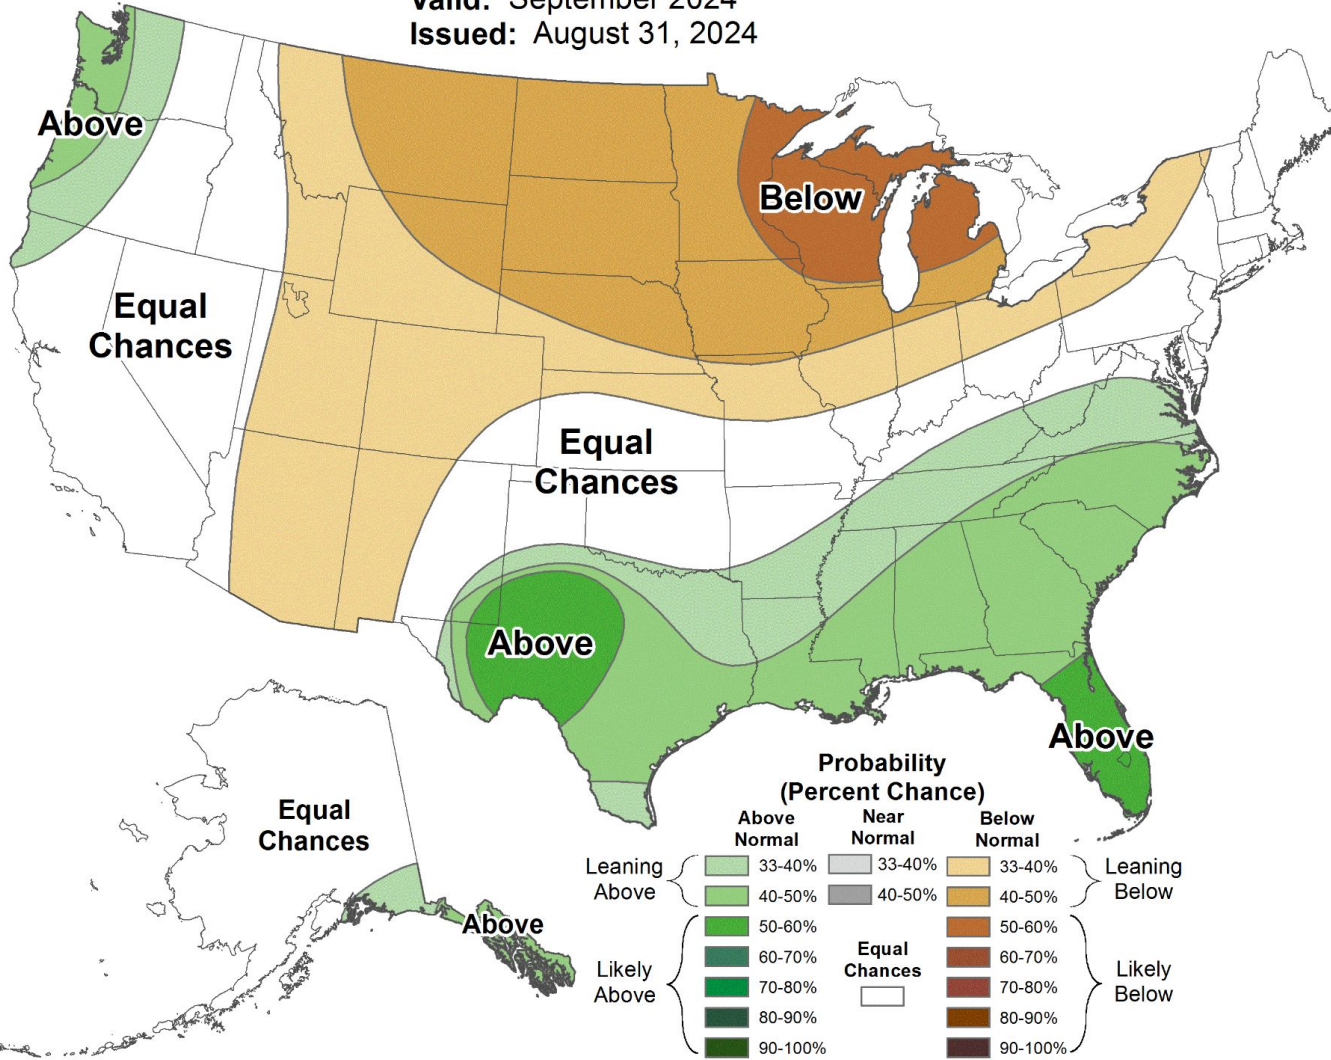 Valid: September 2024
Issued: August 31, 2024
Above
Below
Equal
Chances
Equal
Chances
Above
Above
Equal
Chances
Above
Probability
(Percent Chance)
Above
Normal
Near
Normal
Below
Normal
Leaning
Above
33-40%
33-40%
33-40%
Leaning
Below
40-50%
40-50%
40-50%
50-60%
50-60%
Likely
Above
60-70%
Equal
Chances
60-70%
Likely
Below
70-80%
70-80%
80-90%
80-90%
90-100%
90-100%